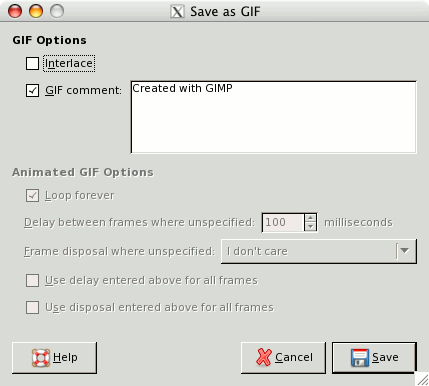 Save as GIF
GIF Options
Interlace
GIF comment: Created with GIMP
Animated GIF Options
Loop forever
Delay between frames where unspecified: 100 milliseconds
Frame disposal where unspecified: I don't care
Use delay entered above for all frames
Use disposal entered above for all frames
Help Cancel Save